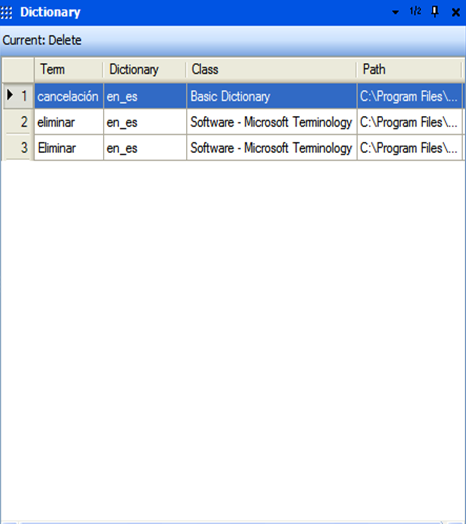 Dictionary 1/2
Current: Delete
Term Dictionary Class Path
1 cancelación en_es Basic Dictionary C:\Program Files\...
2 eliminar en_es Software - Microsoft Terminology C:\Program Files\...
3 Eliminar en_es Software - Microsoft Terminology C:\Program Files\...